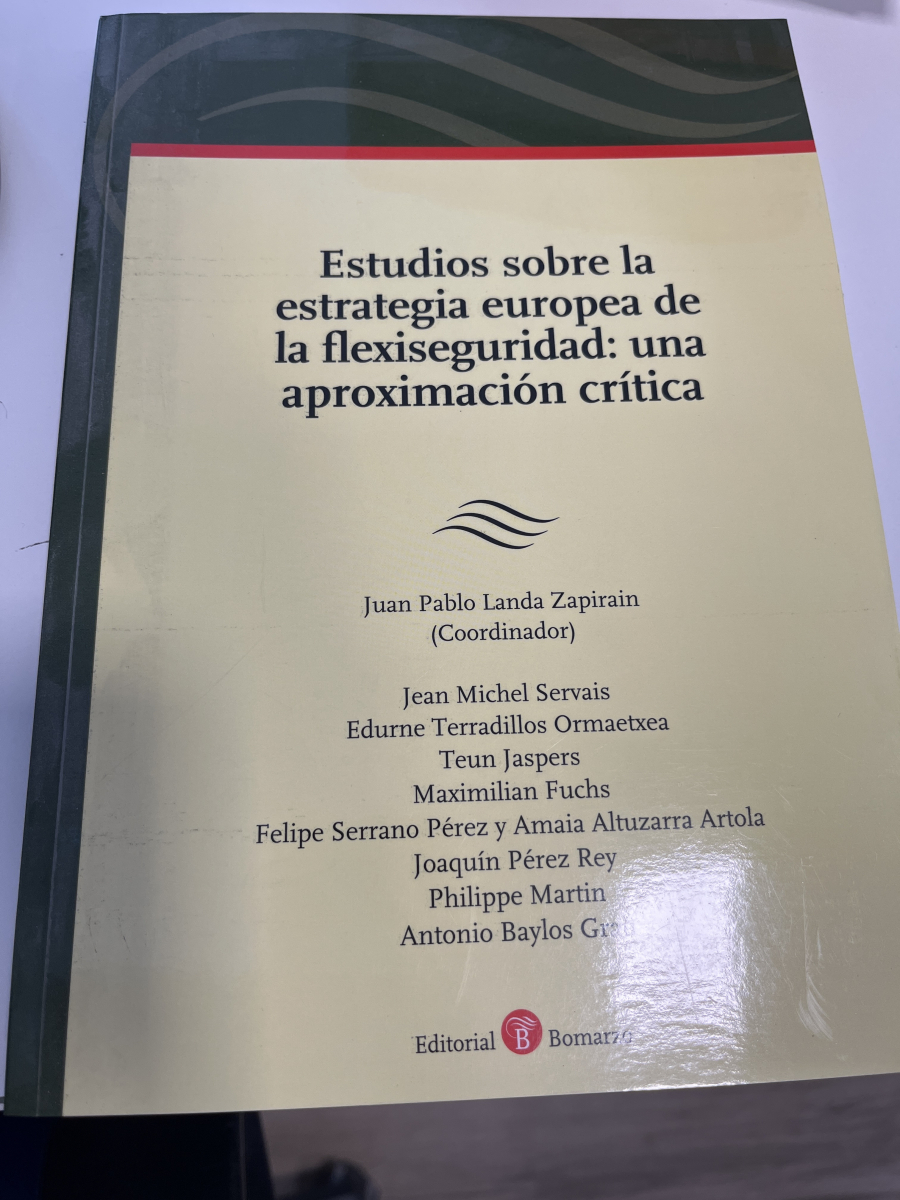 Estudios sobre la
estrategia europea de
la flexiseguridad: una
aproximación crítica
Juan Pablo Landa Zapirain
(Coordinador)
Jean Michel Servais
Edurne Terradillos Ormaetxea
Teun Jaspers
Maximilian Fuchs
Felipe Serrano Pérez y Amaia Altuzarra Artola
Joaquín Pérez Rey
Philippe Martin
Antonio Baylos
Editorial B Bomarzo